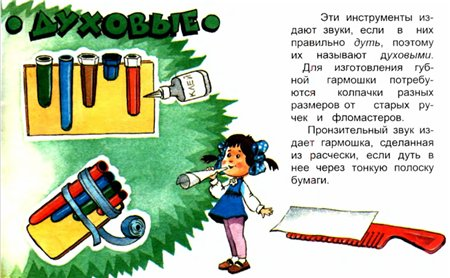 ДУХОВЫЕ
КЛЕЙ
Эти инструменты из-
дают звуки, если в них
правильно дуть, поэтому
их называют духовыми.
Для изготовления губ-
ной гармошки потребу-
ются колпачки разных
размеров от старых ру-
чек и фломастеров.
Пронзительный звук из-
дает гармошка, сделанная
из расчески, если дуть в
нее через тонкую полоску
бумаги.